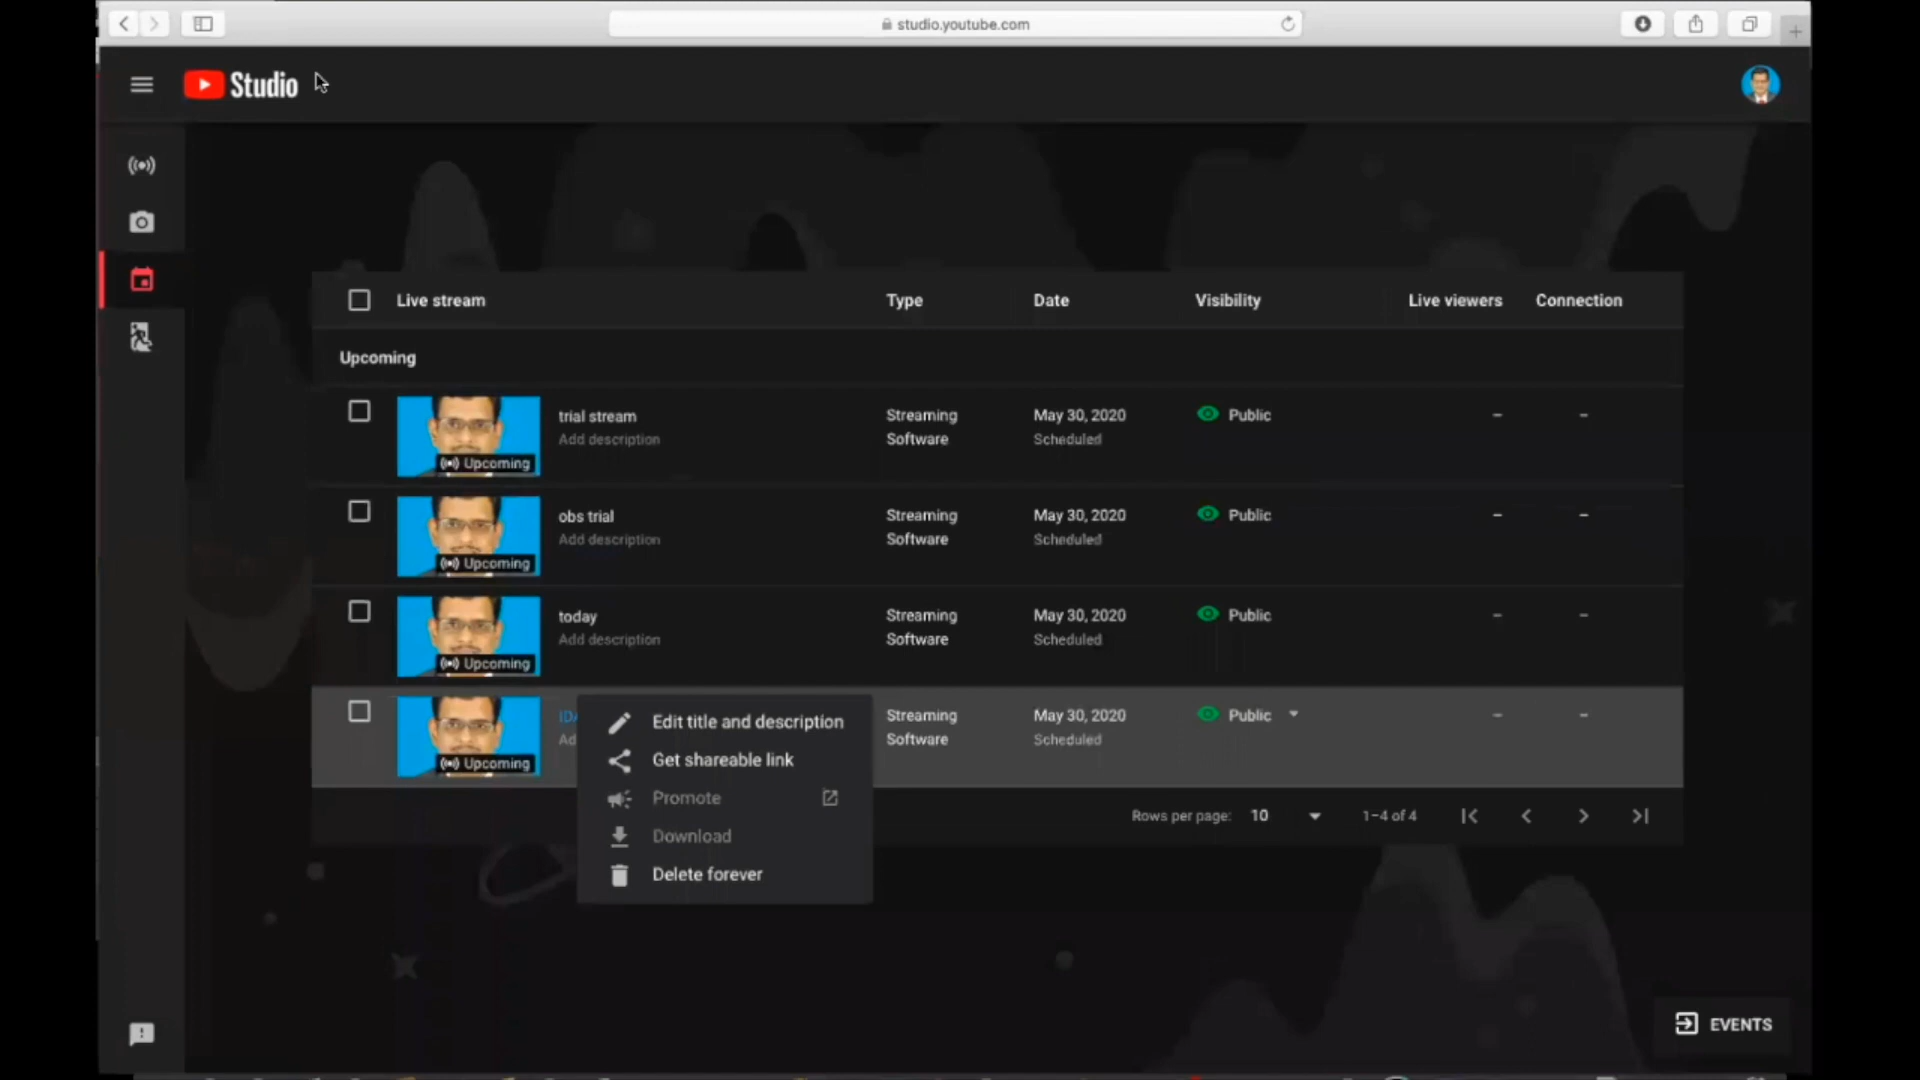 studio.youtube.com
Studio
Live stream Type Date Visibility Live viewers Connection
Upcoming
trial stream Streaming May 30, 2020 Public – –
Add description Software Scheduled
Upcoming
obs trial Streaming May 30, 2020 Public – –
Add description Software Scheduled
Upcoming
today Streaming May 30, 2020 Public – –
Add description Software Scheduled
Upcoming
Streaming May 30, 2020 Public – –
Software Scheduled
Upcoming
Edit title and description
Get shareable link
Promote
Download
Delete forever
Rows per page: 10 1–4 of 4
EVENTS